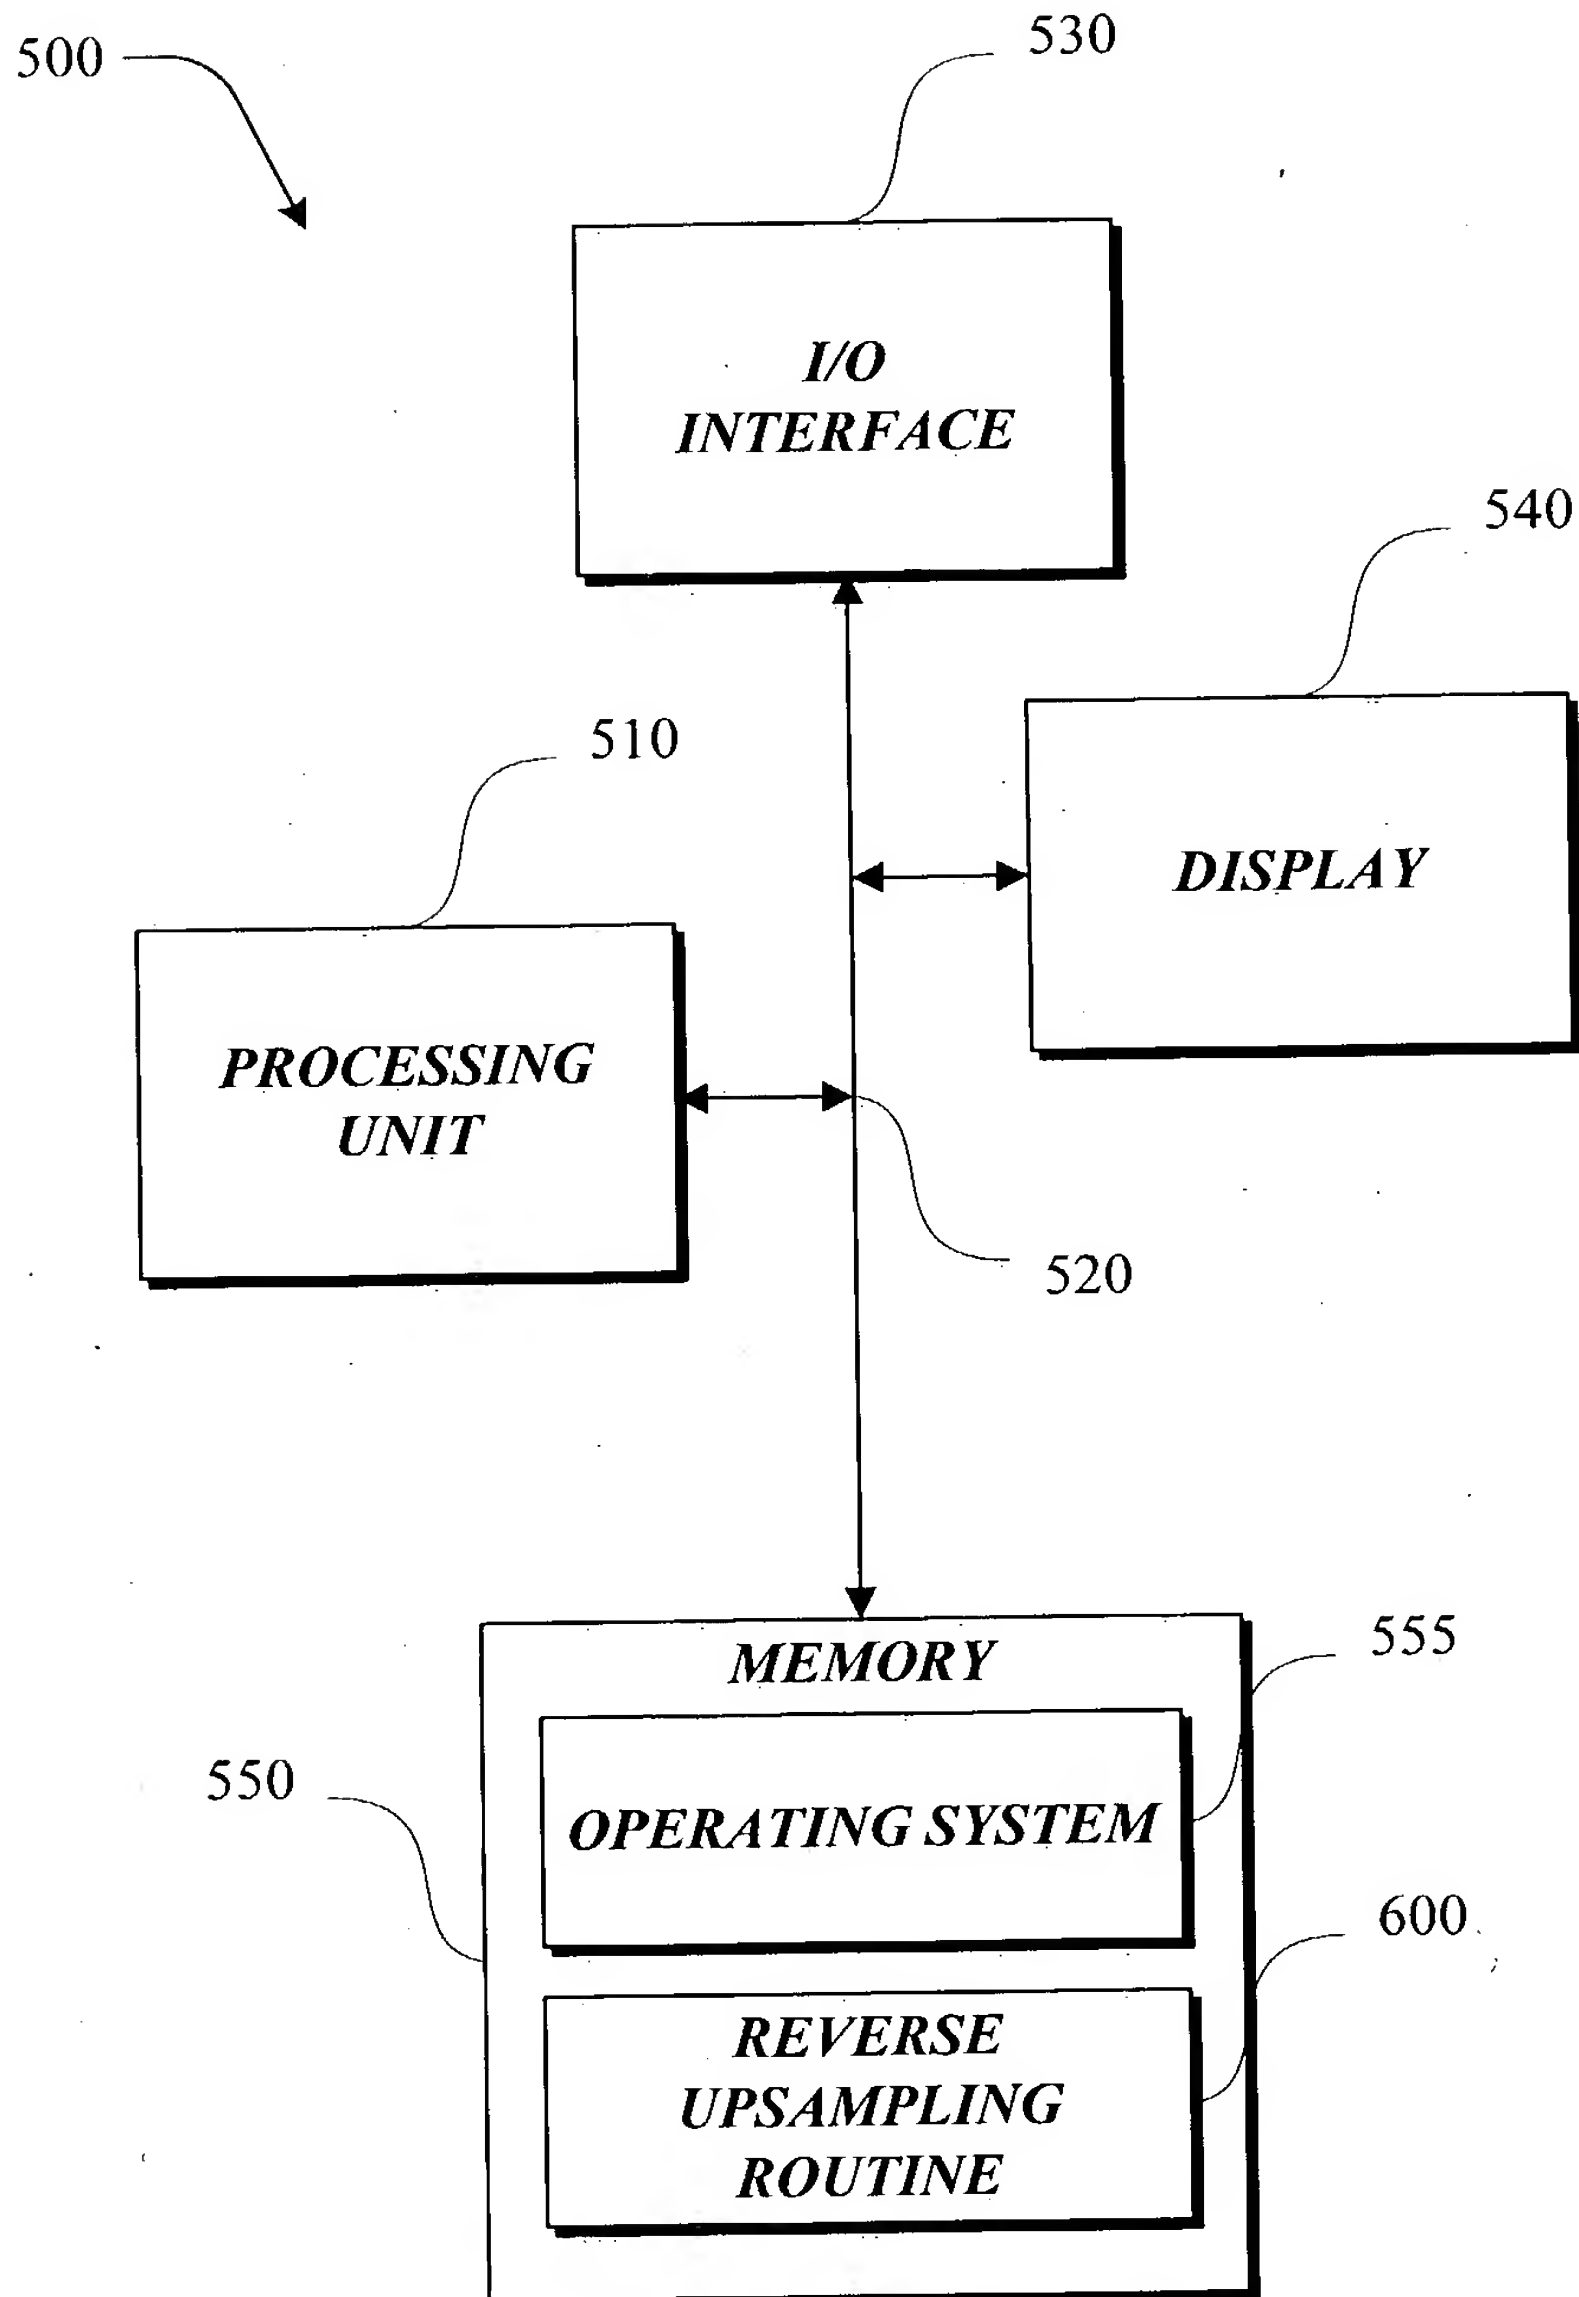 500
530
I/O
INTERFACE
540
510
DISPLAY
PROCESSING
UNIT
520
MEMORY
555
550
OPERATING SYSTEM
600
REVERSE
UPSAMPLING
ROUTINE